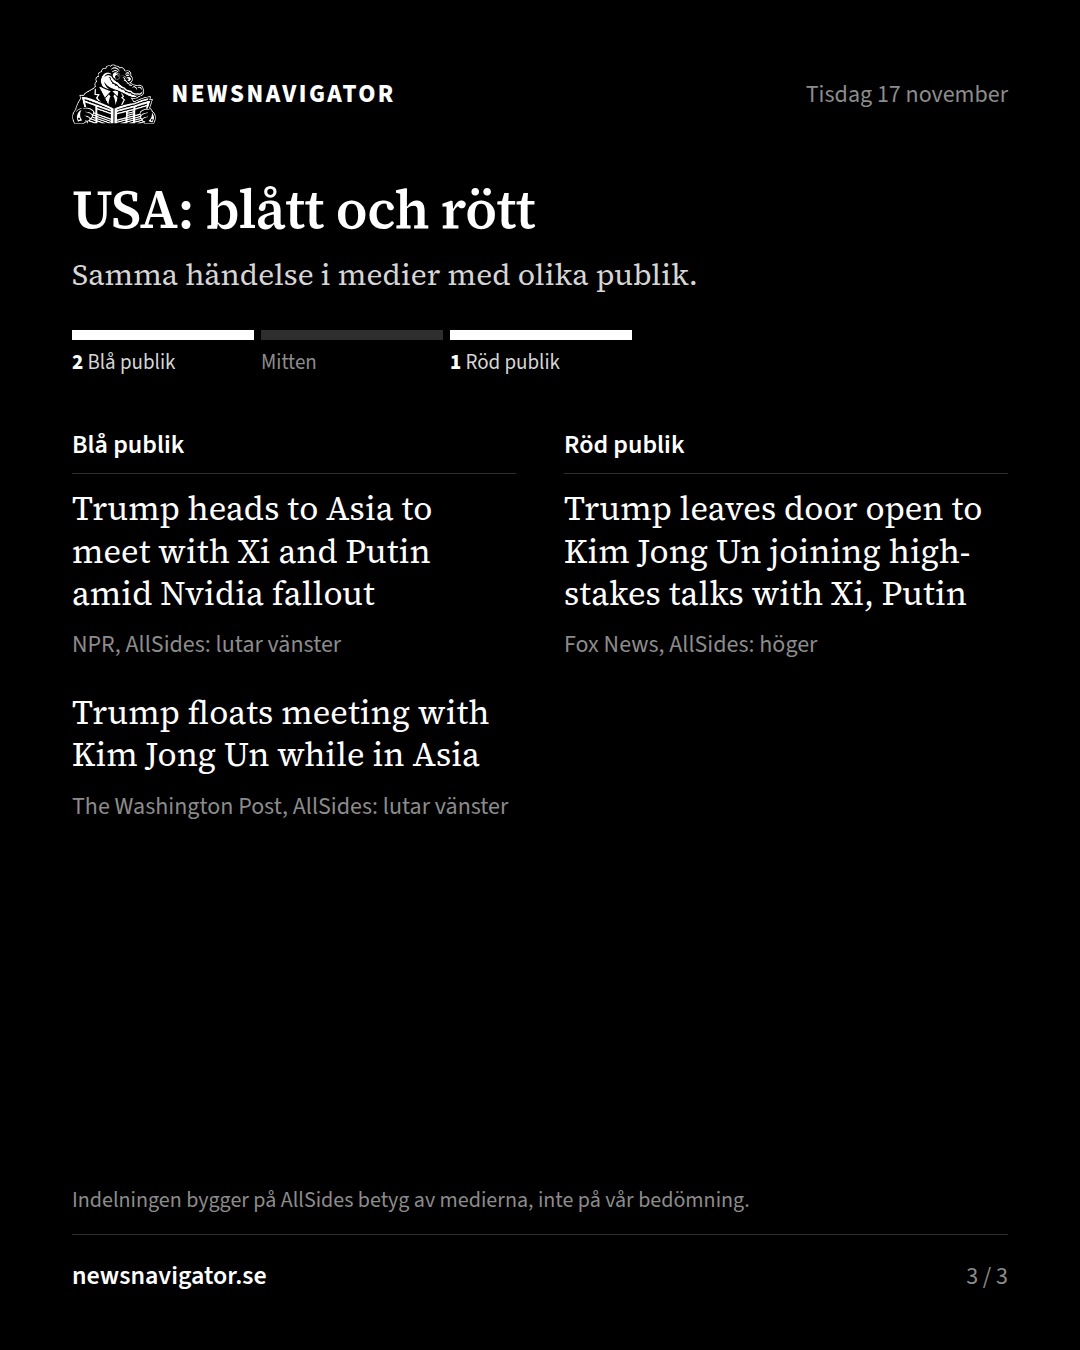 NEWSNAVIGATOR
Tisdag 17 november
USA: blått och rött
Samma händelse i medier med olika publik.
2 Blå publik
Mitten
1 Röd publik
Blå publik
Trump heads to Asia to
meet with Xi and Putin
amid Nvidia fallout
NPR, AllSides: lutar vänster
Trump floats meeting with
Kim Jong Un while in Asia
The Washington Post, AllSides: lutar vänster
Röd publik
Trump leaves door open to
Kim Jong Un joining high-
stakes talks with Xi, Putin
Fox News, AllSides: höger
Indelningen bygger på AllSides betyg av medierna, inte på vår bedömning.
newsnavigator.se
3 / 3